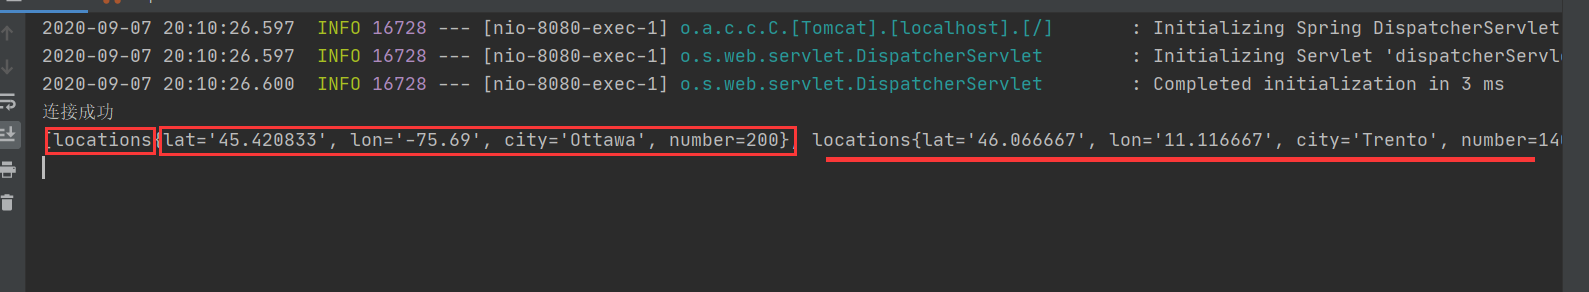 2020-09-07 20:10:26.597  INFO 16728 --- [nio-8080-exec-1] o.a.c.c.C.[Tomcat].[localhost].[/]       : Initializing Spring DispatcherServlet
2020-09-07 20:10:26.597  INFO 16728 --- [nio-8080-exec-1] o.s.web.servlet.DispatcherServlet        : Initializing Servlet 'dispatcherServl
2020-09-07 20:10:26.600  INFO 16728 --- [nio-8080-exec-1] o.s.web.servlet.DispatcherServlet        : Completed initialization in 3 ms
连接成功
[locations{lat='45.420833', lon='-75.69', city='Ottawa', number=200}, locations{lat='46.066667', lon='11.116667', city='Trento', number=140